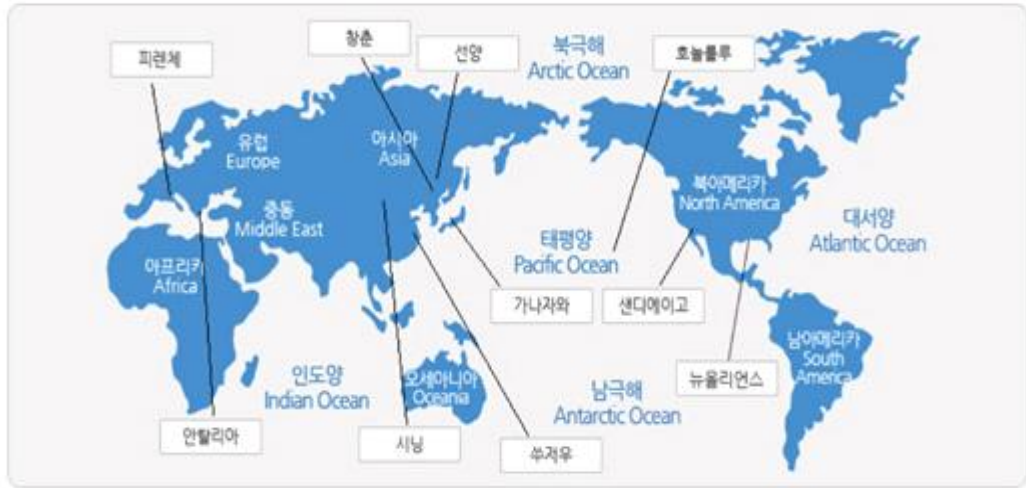 창춘
선양
북극해
Arctic Ocean
호놀룰루
피렌체
유럽
Europe
아시아
Asia
중동
Middle East
북아메리카
North America
대서양
Atlantic Ocean
태평양
Pacific Ocean
아프리카
Africa
가나자와
샌디에이고
남아메리카
South
America
인도양
Indian Ocean
오세아니아
Oceania
남극해
Antarctic Ocean
뉴올리언스
안탈리아
시닝
쑤저우